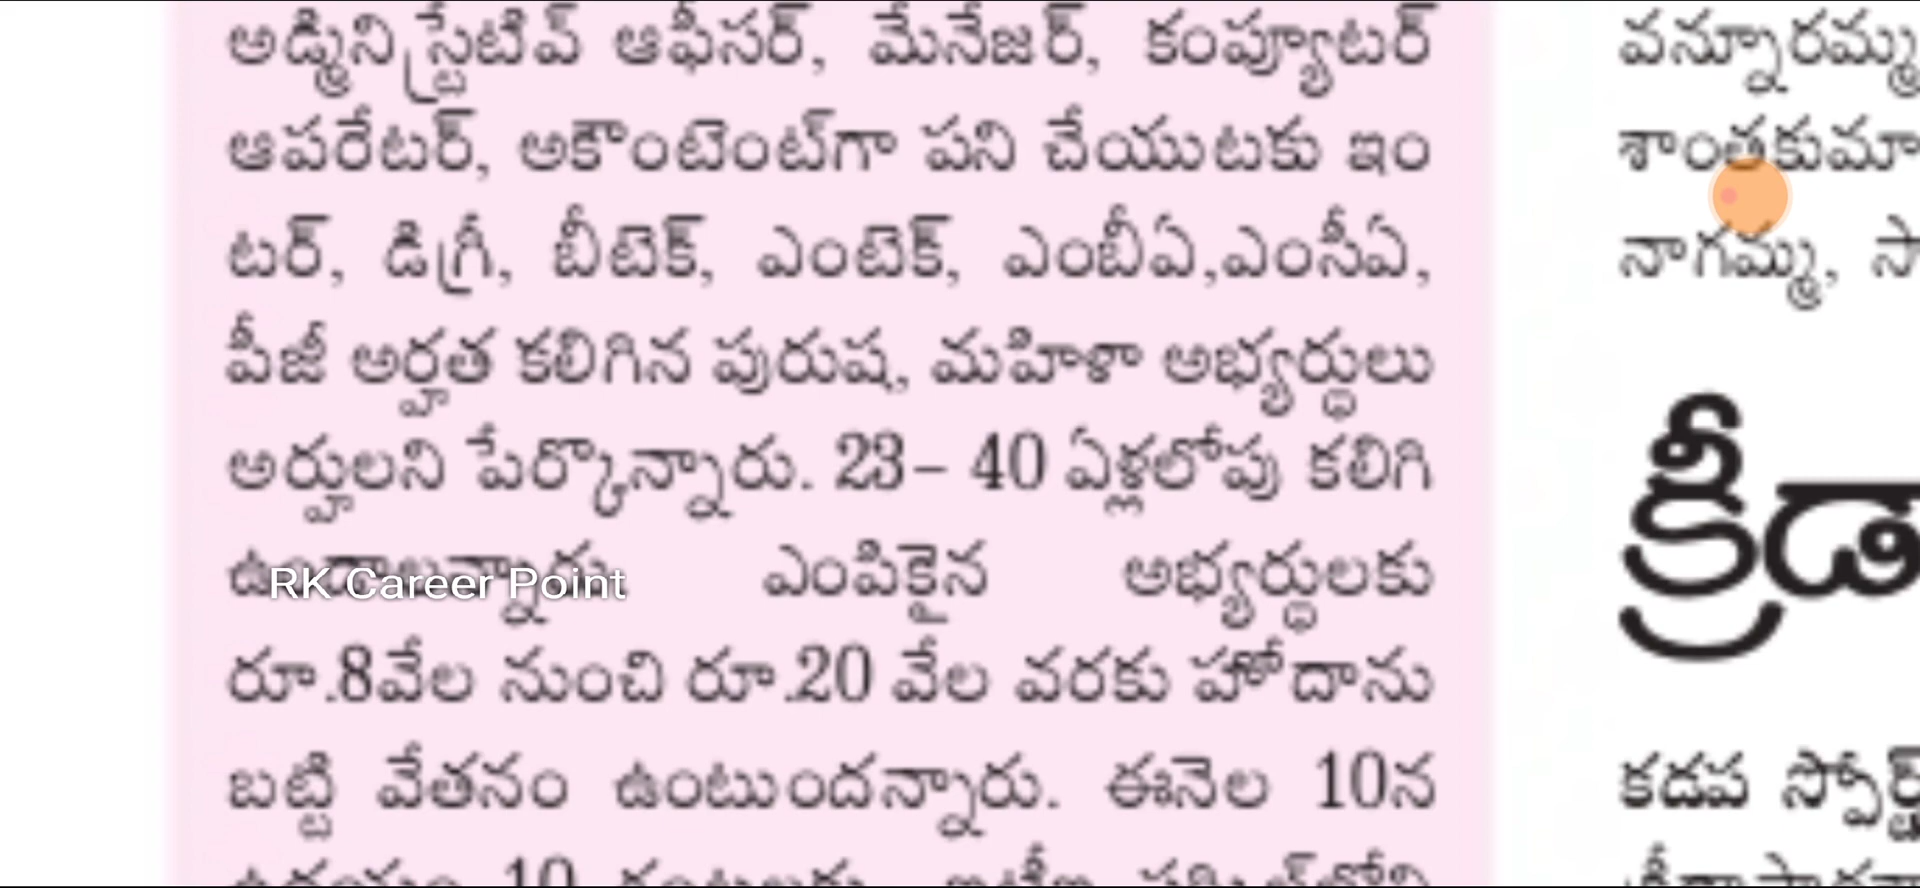 అడ్మినిస్ట్రేటివ్ ఆఫీసర్, మేనేజర్, కంప్యూటర్
ఆపరేటర్, అకౌంటెంట్‌గా పని చేయుటకు ఇం
టర్, డిగ్రీ, బీటెక్, ఎంటెక్, ఎంబీఏ,ఎంసీఏ,
పీజీ అర్హత కలిగిన పురుష, మహిళా అభ్యర్థులు
అర్హులని పేర్కొన్నారు. 23– 40 ఏళ్లలోపు కలిగి
ఉండాలన్నారు. ఎంపికైన అభ్యర్థులకు
RK Career Point
రూ.8వేల నుంచి రూ.20 వేల వరకు హోదాను
బట్టి వేతనం ఉంటుందన్నారు. ఈనెల 10న
వన్నూరమ్మ
శాంతకుమా
నాగమ్మ, సా
క్రీడా
కడప స్పోర్ట్